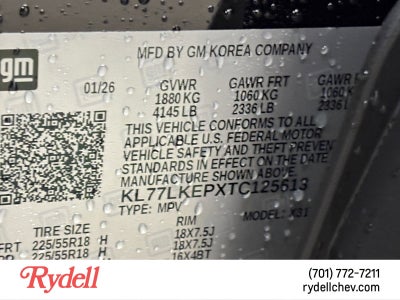 gm
MFD BY GM KOREA COMPANY
01/26 GVWR GAWR FRT GAWR
1880 KG 1060 KG 1060 K
4145 LB 2336 LB 2336 L
THIS VEHICLE CONFORMS TO ALL
APPLICABLE U.S. FEDERAL MOTOR
VEHICLE SAFETY AND THEFT PREVENTION
STANDARDS IN EFFECT ON THE DATE OF
MANUFACTURE SHOWN ABOVE.
KL77LKEPXTC125613
TYPE: MPV MODEL:
TIRE SIZE RIM
FRT 225/55R18 H 18X7.5J
225/55R18 H 18X7.5J
16X4BT
Rydell
(701) 772-7211
rydellchev.com